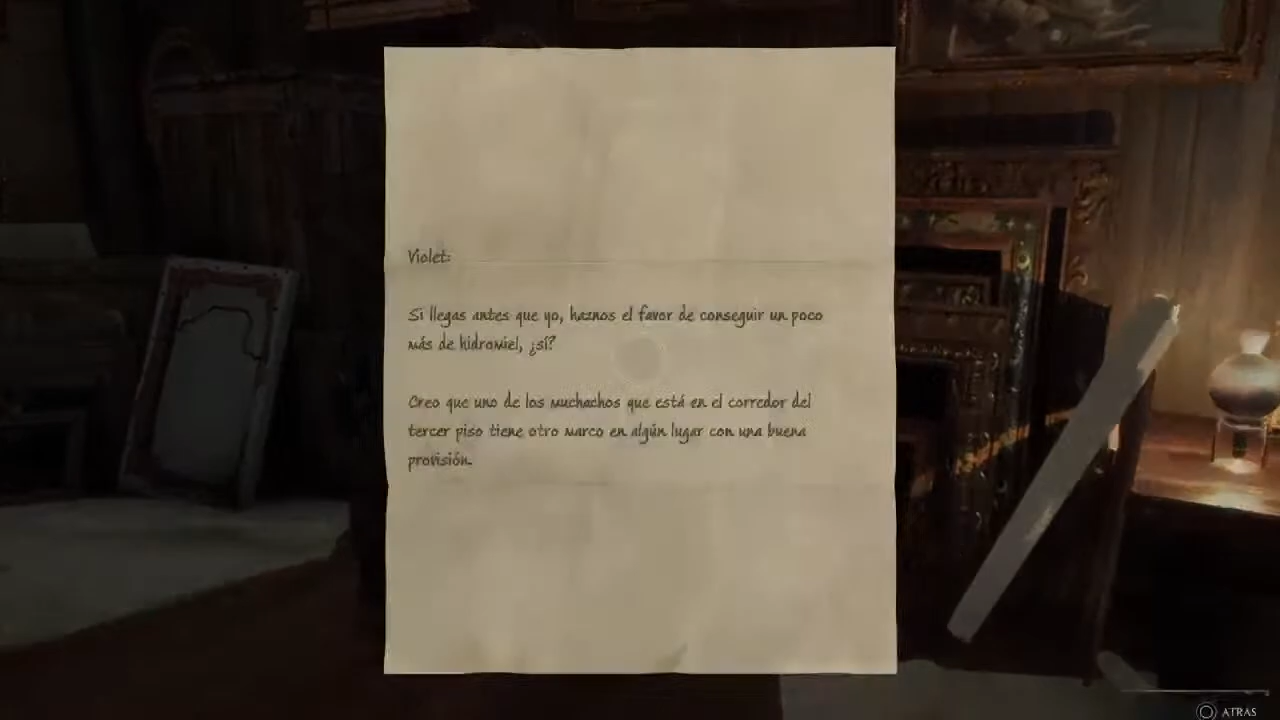 Violet:
Si llegas antes que yo, haznos el favor de conseguir un poco
más de hidromiel, ¿sí?
Creo que uno de los muchachos que está en el corredor del
tercer piso tiene otro marco en algún lugar con una buena
provisión.
ATRÁS